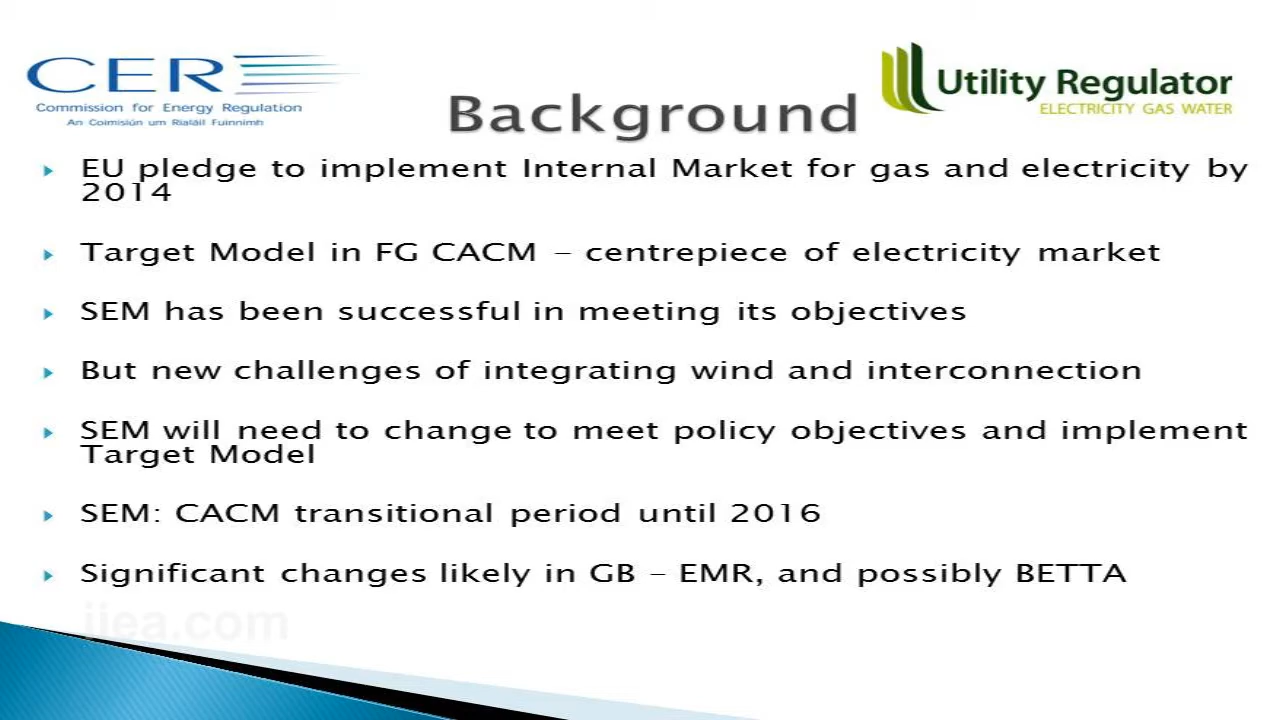 CER
Commission for Energy Regulation
An Coimisiún um Rialáil Fuinnimh
Utility Regulator
ELECTRICITY GAS WATER
Background
EU pledge to implement Internal Market for gas and electricity by
2014
Target Model in FG CACM – centrepiece of electricity market
SEM has been successful in meeting its objectives
But new challenges of integrating wind and interconnection
SEM will need to change to meet policy objectives and implement
Target Model
SEM: CACM transitional period until 2016
Significant changes likely in GB – EMR, and possibly BETTA
iiea.com